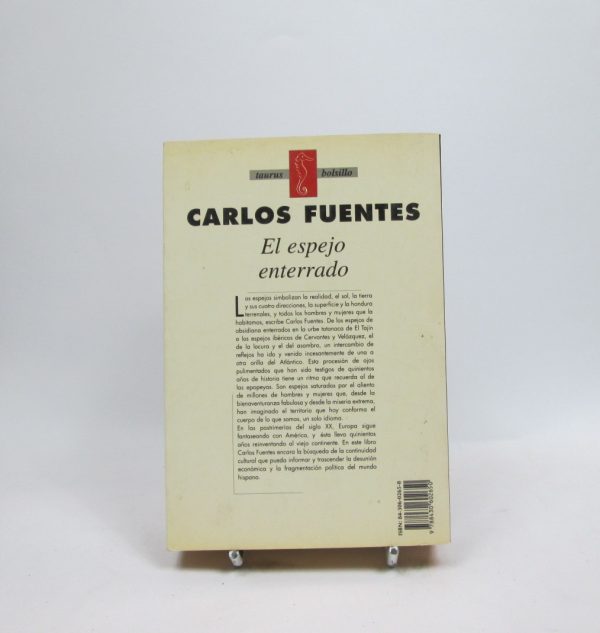 taurus bolsillo
CARLOS FUENTES
El espejo
enterrado
Los espejos simbolizan la realidad, el sol, la tierra
y sus cuatro direcciones, la superficie y la hondura
terrenales, y todos los hombres y mujeres que la
habitamos, escribe Carlos Fuentes. De los espejos de
obsidiana enterrados en la urbe totonaca de El Tajín
a los espejos ibéricos de Cervantes y Velázquez, el
de la locura y el del asombro, un intercambio de
reflejos ha ido y venido incesantemente de una a
otra orilla del Atlántico. Esta procesión de ojos
pulimentados que han sido testigos de quinientos
años de historia tiene un ritmo que recuerda al de
las epopeyas. Son espejos saturados por el aliento
de millones de hombres y mujeres que, desde la
bienaventuranza fabulosa y desde la miseria extrema,
han imaginado el territorio que hoy conforma el
cuerpo de lo que somos, un solo idioma.
En las postrimerías del siglo XX, Europa sigue
fantaseando con América, y ésta lleva quinientos
años reinventando al viejo continente. En este libro
Carlos Fuentes encara la búsqueda de la continuidad
cultural que pueda informar y trascender la desunión
económica y la fragmentación política del mundo
hispano.
ISBN: 84-306-0265-8
9788430602650